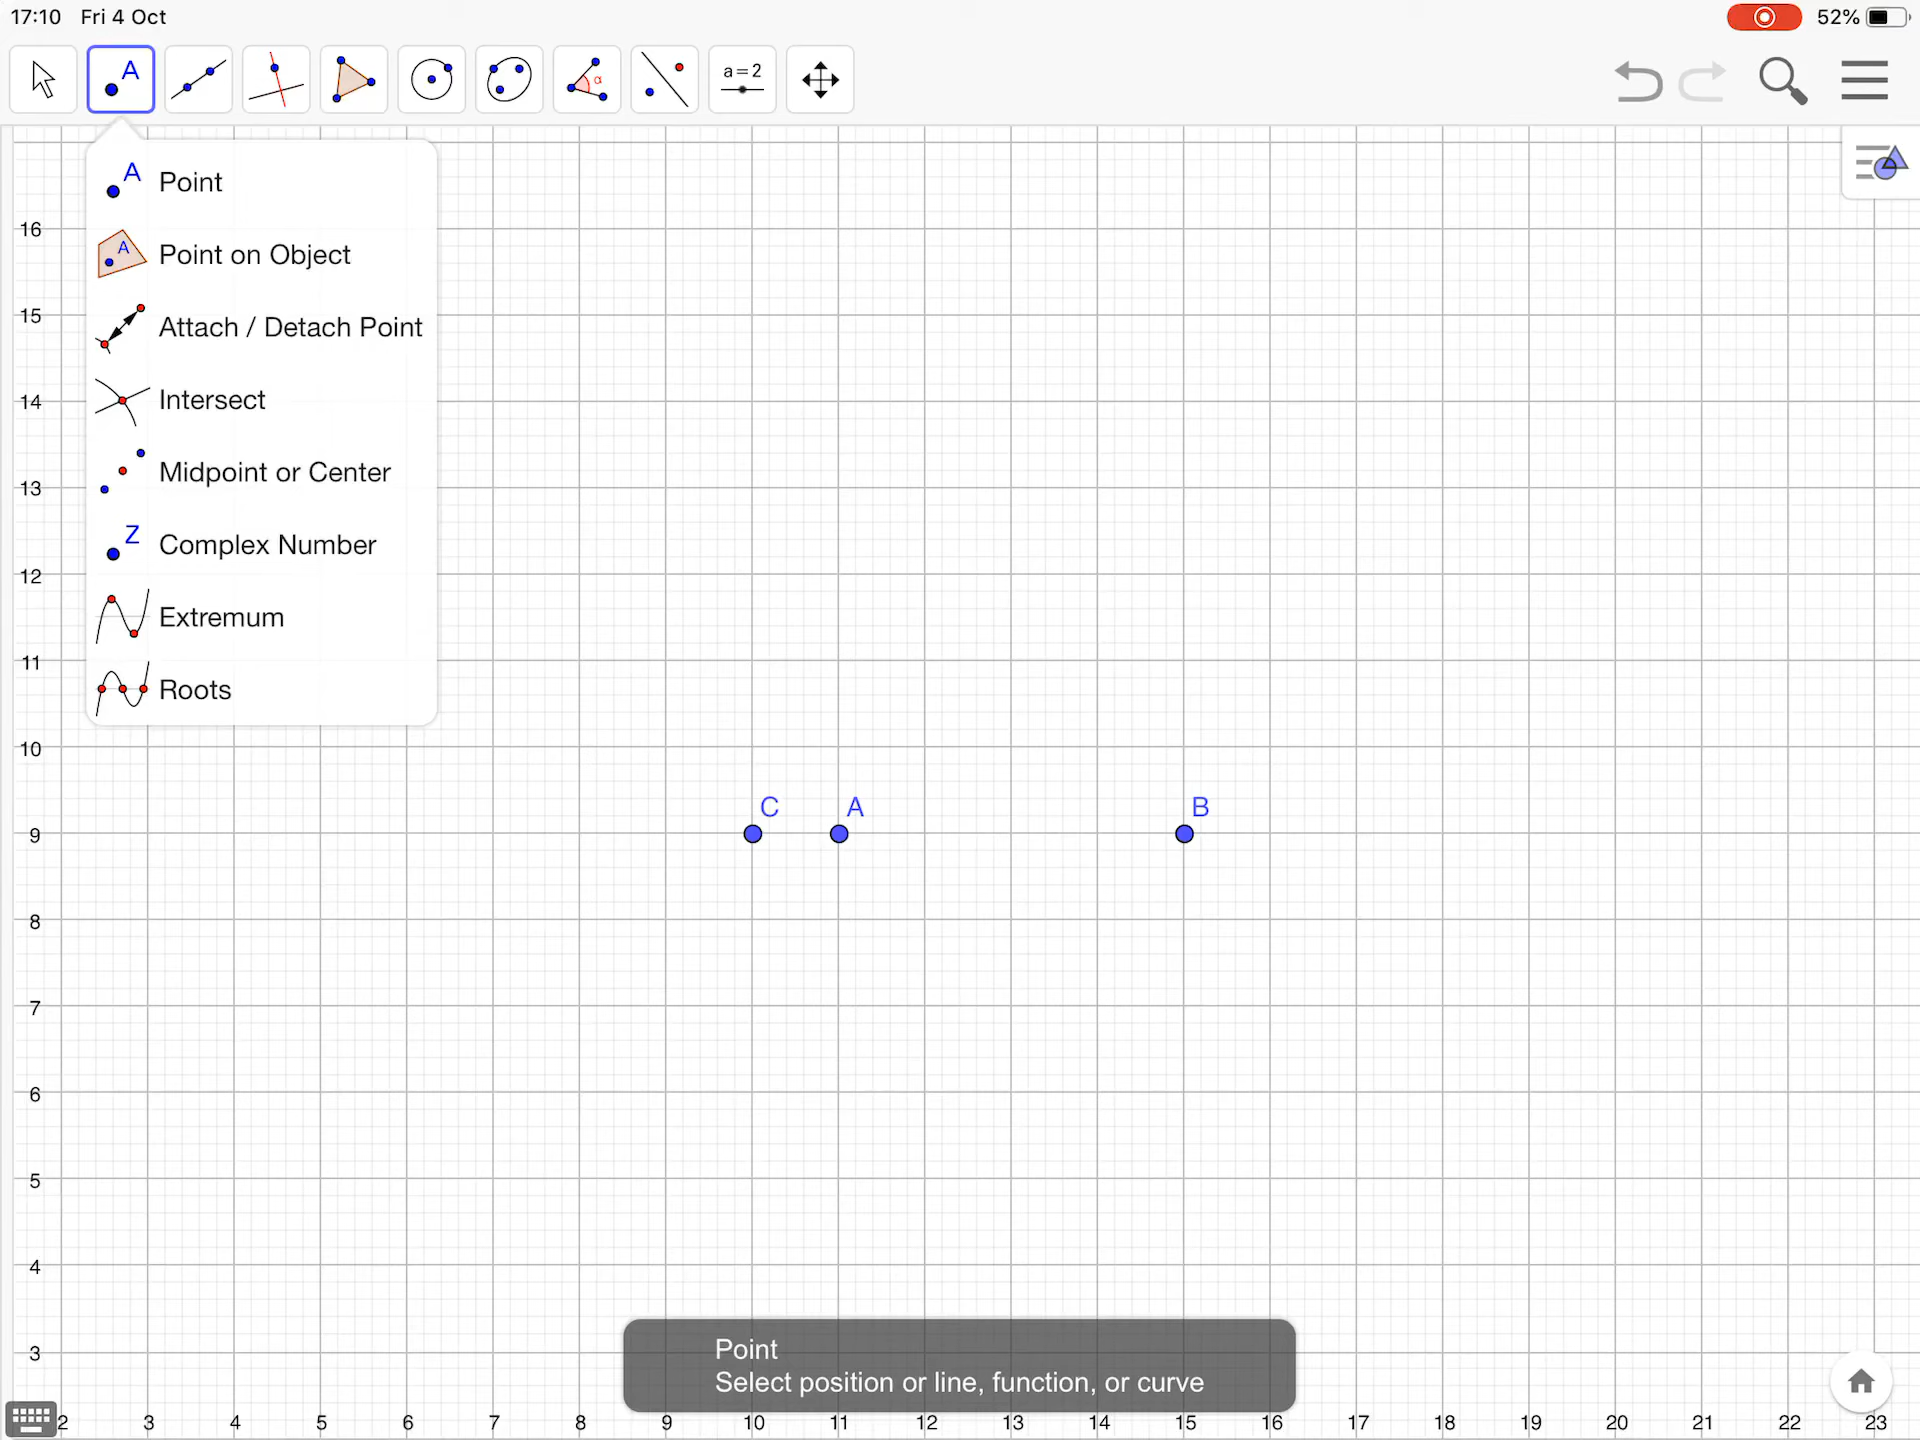 17:10 Fri 4 Oct
52%
A
α
a=2
A Point
A Point on Object
Attach / Detach Point
Intersect
Midpoint or Center
Z Complex Number
Extremum
Roots
16
15
14
13
12
11
10
9
8
7
6
5
4
3
C A B
Point
Select position or line, function, or curve
2 3 4 5 6 7 8 9 10 11 12 13 14 15 16 17 18 19 20 21 22 23